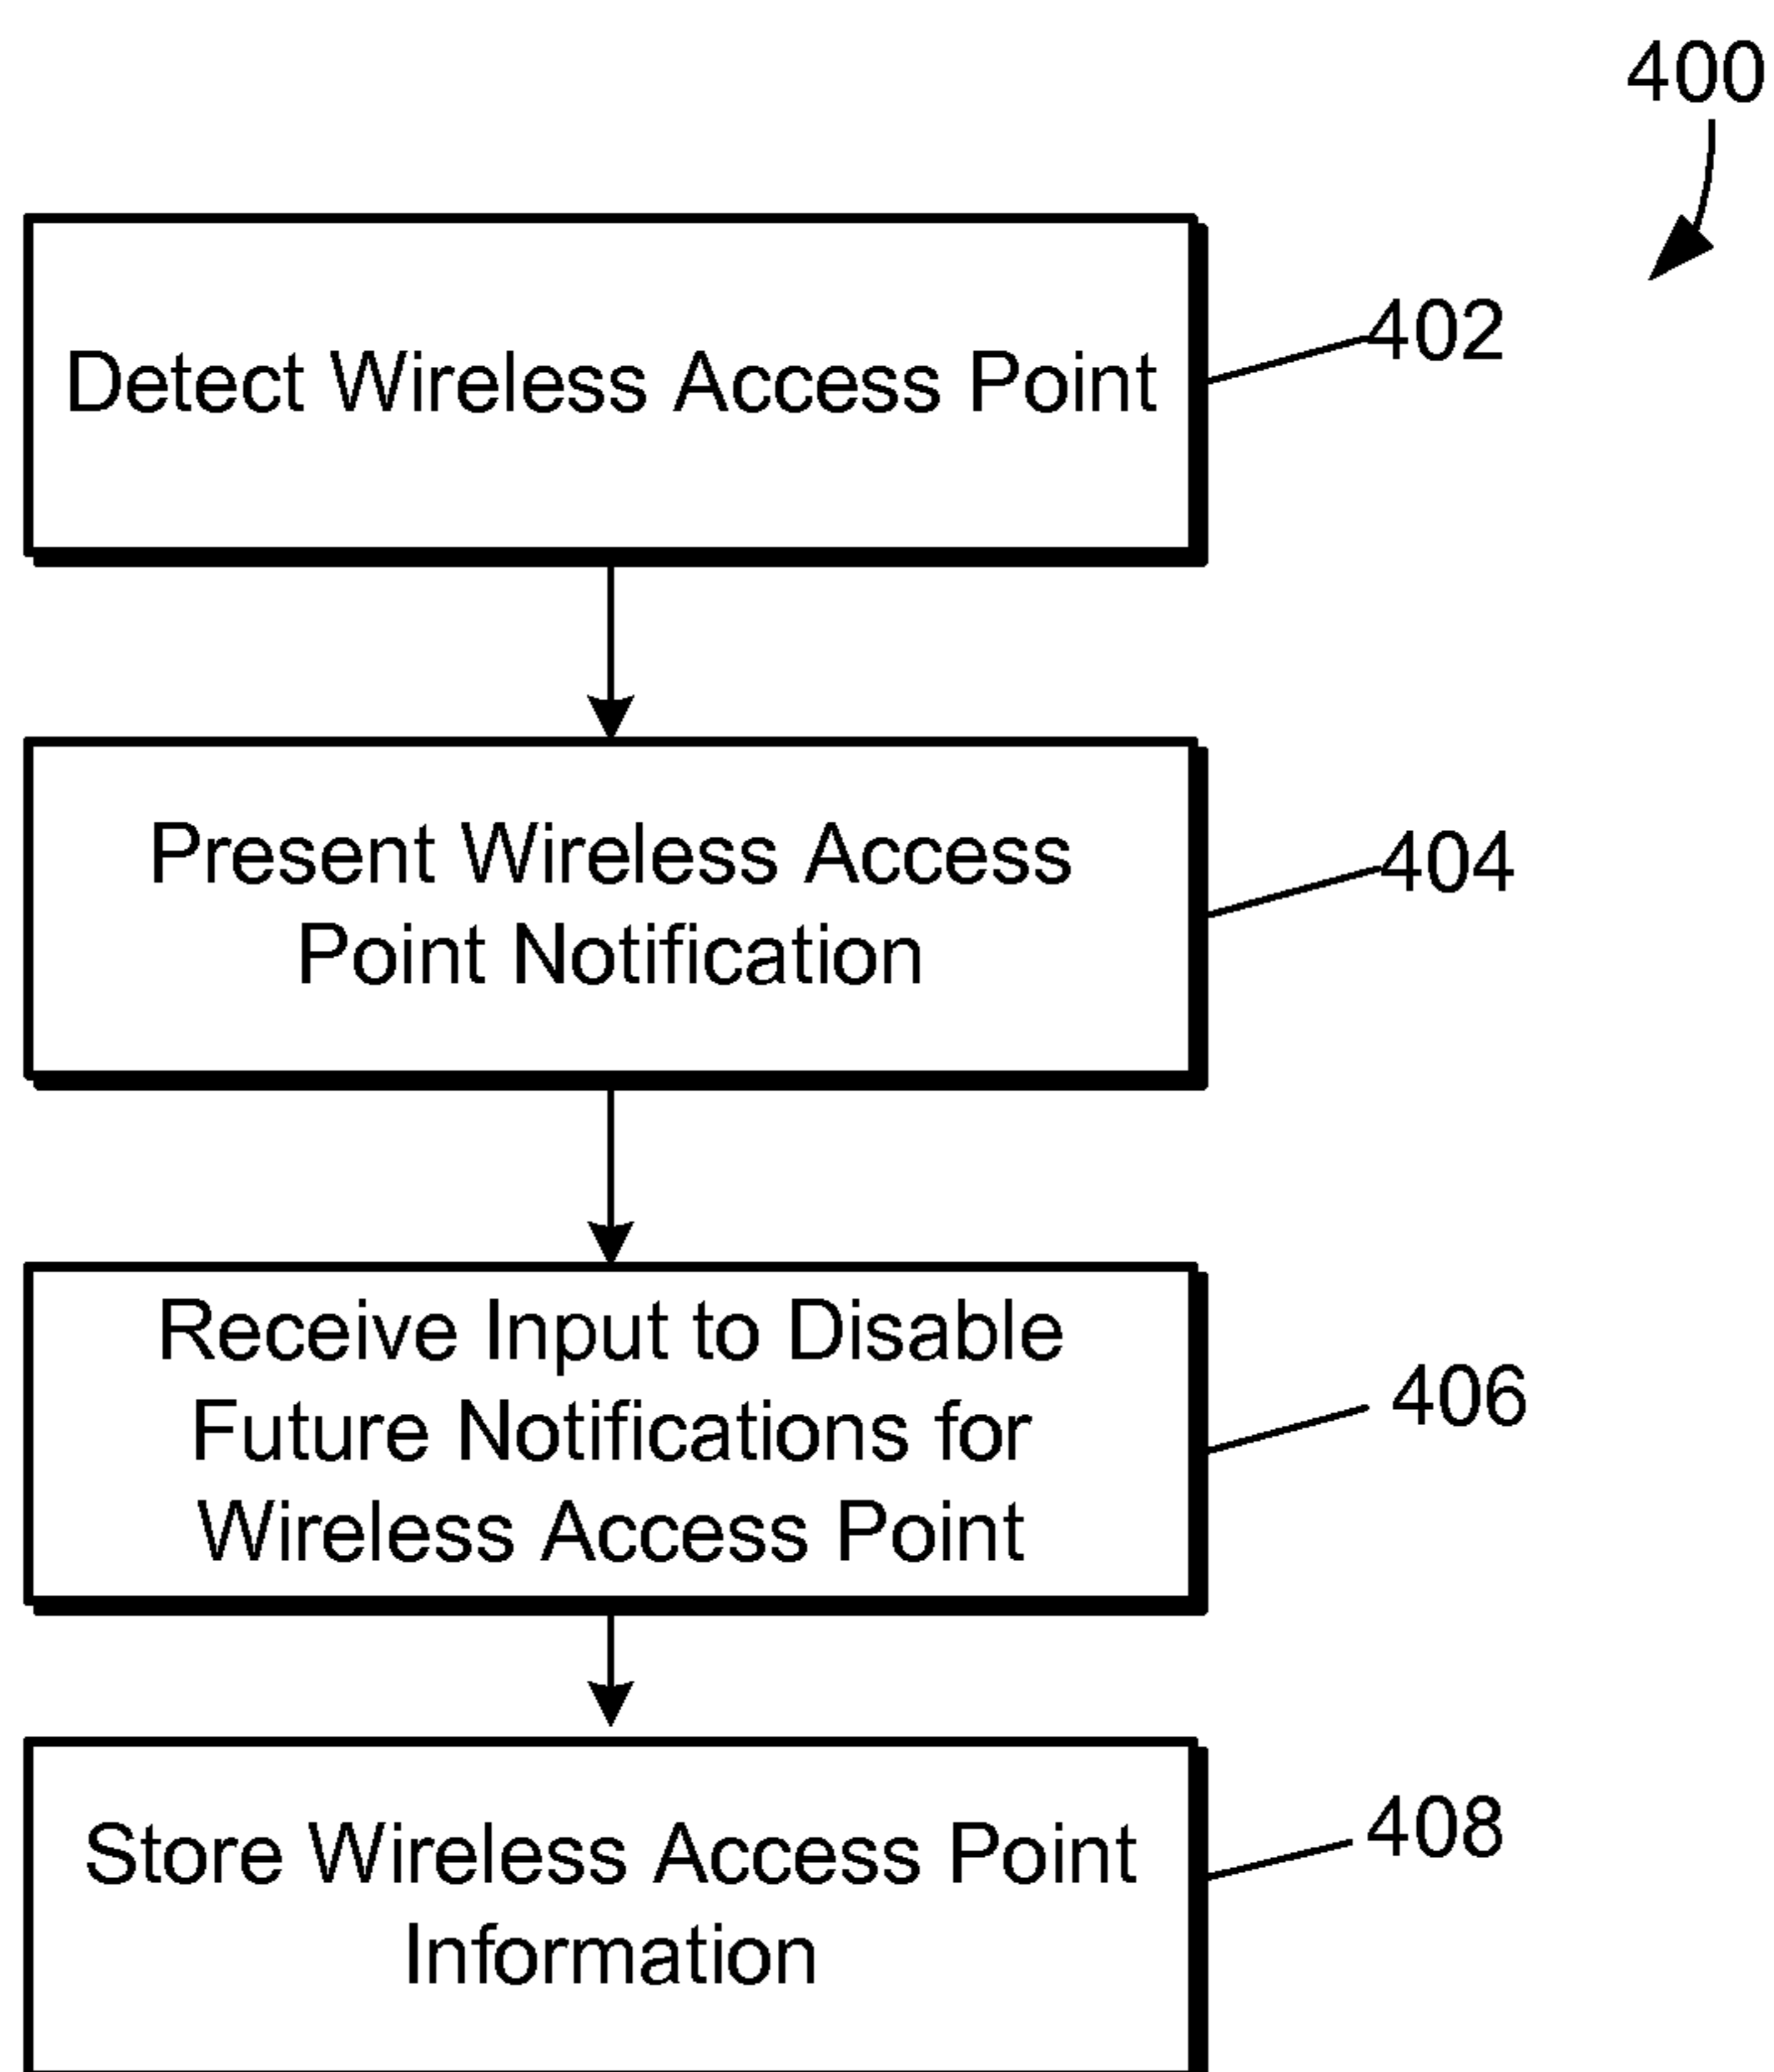 400
Detect Wireless Access Point
402
Present Wireless Access
Point Notification
404
Receive Input to Disable
Future Notifications for
Wireless Access Point
406
Store Wireless Access Point
Information
408